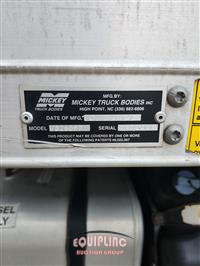 MICKEY
TRUCK BODIES
MFG. BY:
MICKEY TRUCK BODIES INC
HIGH POINT, NC (336) 882-6806
DATE OF MFG.
MODEL
SERIAL
THIS PRODUCT MAY BE COVERED BY ONE OR MORE
OF THE FOLLOWING PATENTS
EQUIPLINC
AUCTION GROUP